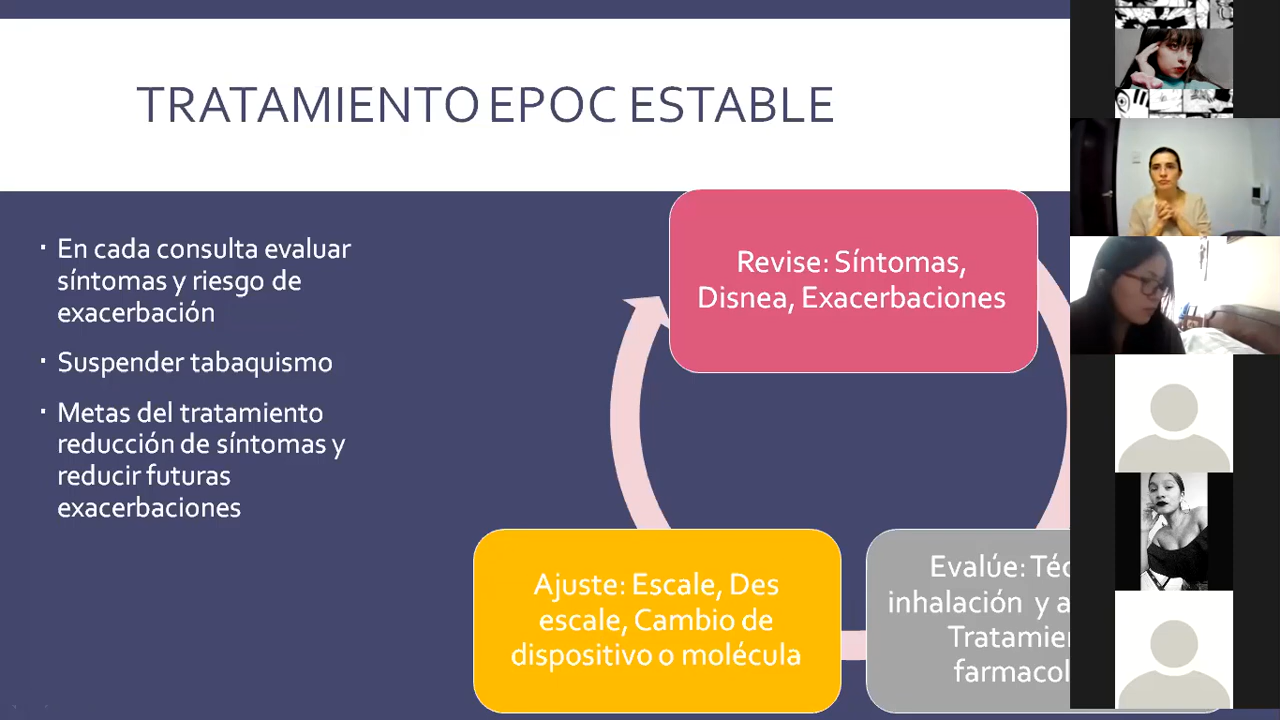 TRATAMIENTO EPOC ESTABLE
▪ En cada consulta evaluar
síntomas y riesgo de
exacerbación
▪ Suspender tabaquismo
▪ Metas del tratamiento
reducción de síntomas y
reducir futuras
exacerbaciones
Revise: Síntomas,
Disnea, Exacerbaciones
Ajuste: Escale, Des
escale, Cambio de
dispositivo o molécula
Evalúe:
inhalación y